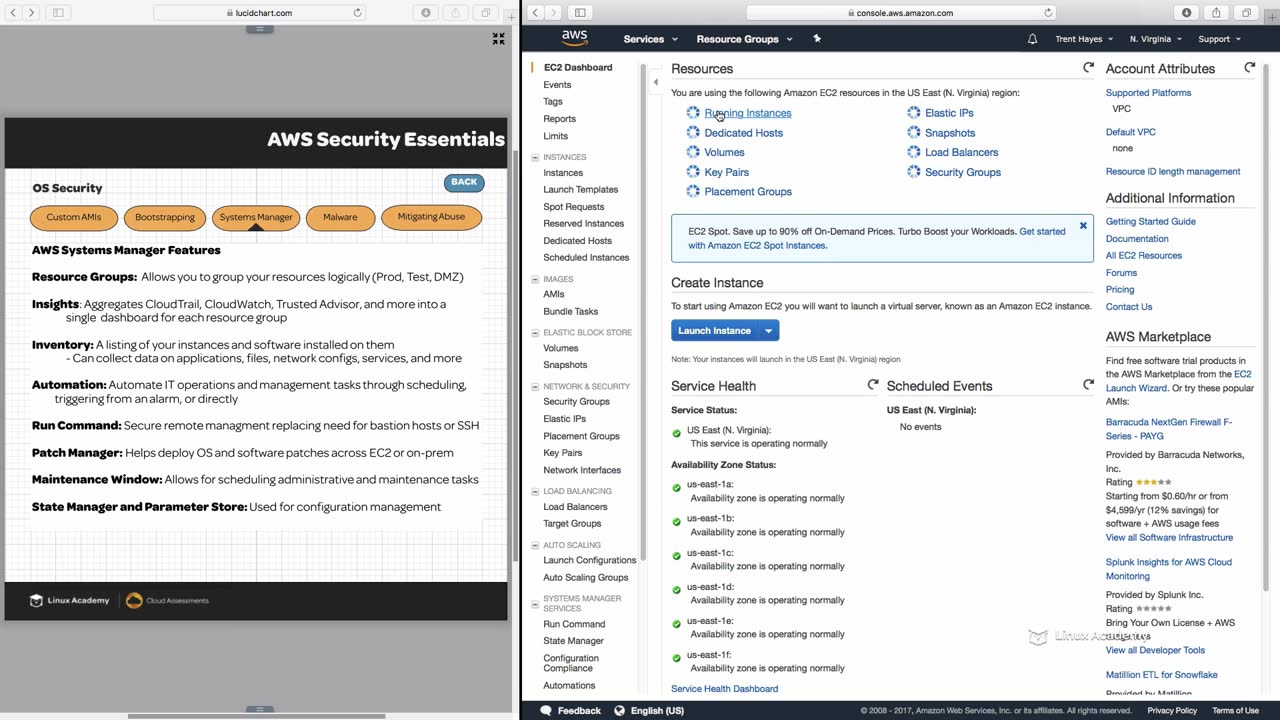 lucidchart.com
AWS Security Essentials
OS Security
BACK
Custom AMIs
Bootstrapping
Systems Manager
Malware
Mitigating Abuse
AWS Systems Manager Features
Resource Groups: Allows you to group your resources logically (Prod, Test, DMZ)
Insights: Aggregates CloudTrail, CloudWatch, Trusted Advisor, and more into a
single dashboard for each resource group
Inventory: A listing of your instances and software installed on them
- Can collect data on applications, files, network configs, services, and more
Automation: Automate IT operations and management tasks through scheduling,
triggering from an alarm, or directly
Run Command: Secure remote managment replacing need for bastion hosts or SSH
Patch Manager: Helps deploy OS and software patches across EC2 or on-prem
Maintenance Window: Allows for scheduling administrative and maintenance tasks
State Manager and Parameter Store: Used for configuration management
Linux Academy
Cloud Assessments
console.aws.amazon.com
aws
Services
Resource Groups
Trent Hayes
N. Virginia
Support
EC2 Dashboard
Events
Tags
Reports
Limits
INSTANCES
Instances
Launch Templates
Spot Requests
Reserved Instances
Dedicated Hosts
Scheduled Instances
IMAGES
AMIs
Bundle Tasks
ELASTIC BLOCK STORE
Volumes
Snapshots
NETWORK & SECURITY
Security Groups
Elastic IPs
Placement Groups
Key Pairs
Network Interfaces
LOAD BALANCING
Load Balancers
Target Groups
AUTO SCALING
Launch Configurations
Auto Scaling Groups
SYSTEMS MANAGER
SERVICES
Run Command
State Manager
Configuration
Compliance
Automations
Resources
You are using the following Amazon EC2 resources in the US East (N. Virginia) region:
Running Instances
Elastic IPs
Dedicated Hosts
Snapshots
Volumes
Load Balancers
Key Pairs
Security Groups
Placement Groups
EC2 Spot. Save up to 90% off On-Demand Prices. Turbo Boost your Workloads. Get started
with Amazon EC2 Spot Instances.
Create Instance
To start using Amazon EC2 you will want to launch a virtual server, known as an Amazon EC2 instance.
Launch Instance
Note: Your instances will launch in the US East (N. Virginia) region
Service Health
Service Status:
US East (N. Virginia):
This service is operating normally
Availability Zone Status:
us-east-1a:
Availability zone is operating normally
us-east-1b:
Availability zone is operating normally
us-east-1c:
Availability zone is operating normally
us-east-1d:
Availability zone is operating normally
us-east-1e:
Availability zone is operating normally
us-east-1f:
Availability zone is operating normally
Service Health Dashboard
Scheduled Events
US East (N. Virginia):
No events
Account Attributes
Supported Platforms
VPC
Default VPC
none
Resource ID length management
Additional Information
Getting Started Guide
Documentation
All EC2 Resources
Forums
Pricing
Contact Us
AWS Marketplace
Find free software trial products in
the AWS Marketplace from the EC2
Launch Wizard. Or try these popular
AMIs:
Barracuda NextGen Firewall F-
Series - PAYG
Provided by Barracuda Networks,
Inc.
Rating
Starting from $0.60/hr or from
$4,599/yr (12% savings) for
software + AWS usage fees
View all Software Infrastructure
Splunk Insights for AWS Cloud
Monitoring
Provided by Splunk Inc.
Rating
Bring Your Own License + AWS
Linux Academy
View all Developer Tools
Matillion ETL for Snowflake
Provided by Matillion
Feedback
English (US)
© 2008 - 2017, Amazon Web Services, Inc. or its affiliates. All rights reserved.
Privacy Policy
Terms of Use